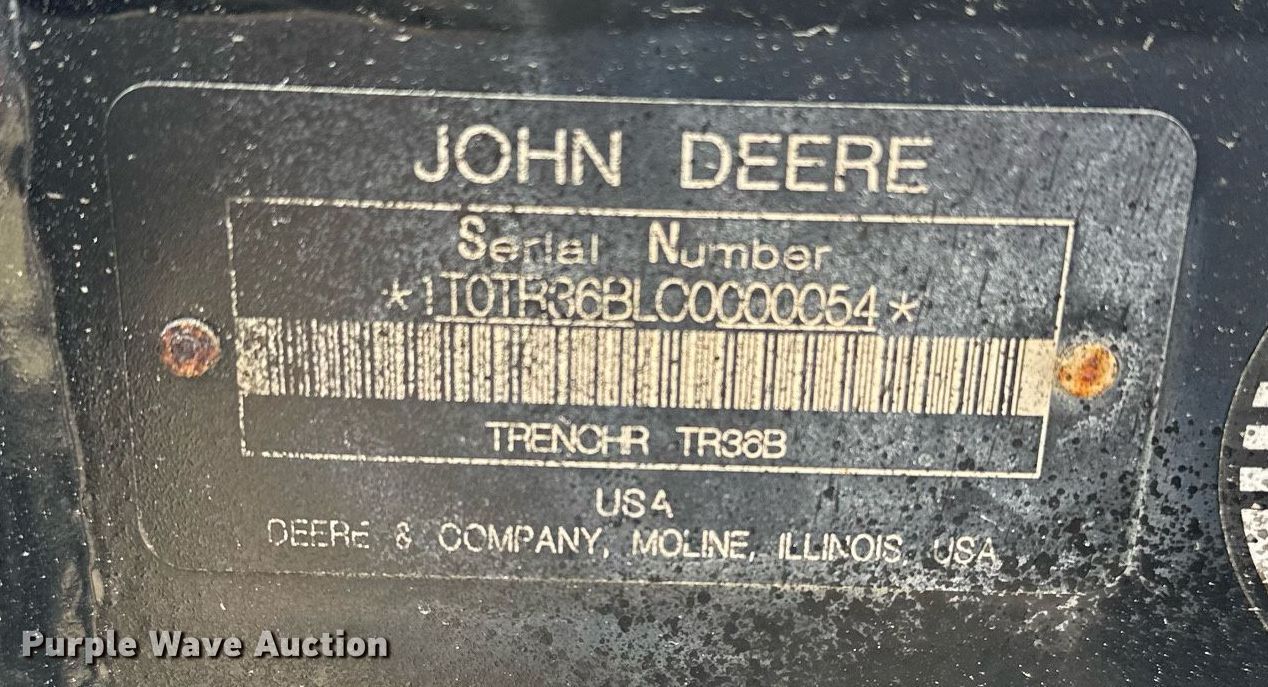 JOHN DEERE
Serial Number
*1T0TR36BLC0000054*
TRENCHR TR36B
USA
DEERE & COMPANY, MOLINE, ILLINOIS, USA
Purple Wave Auction